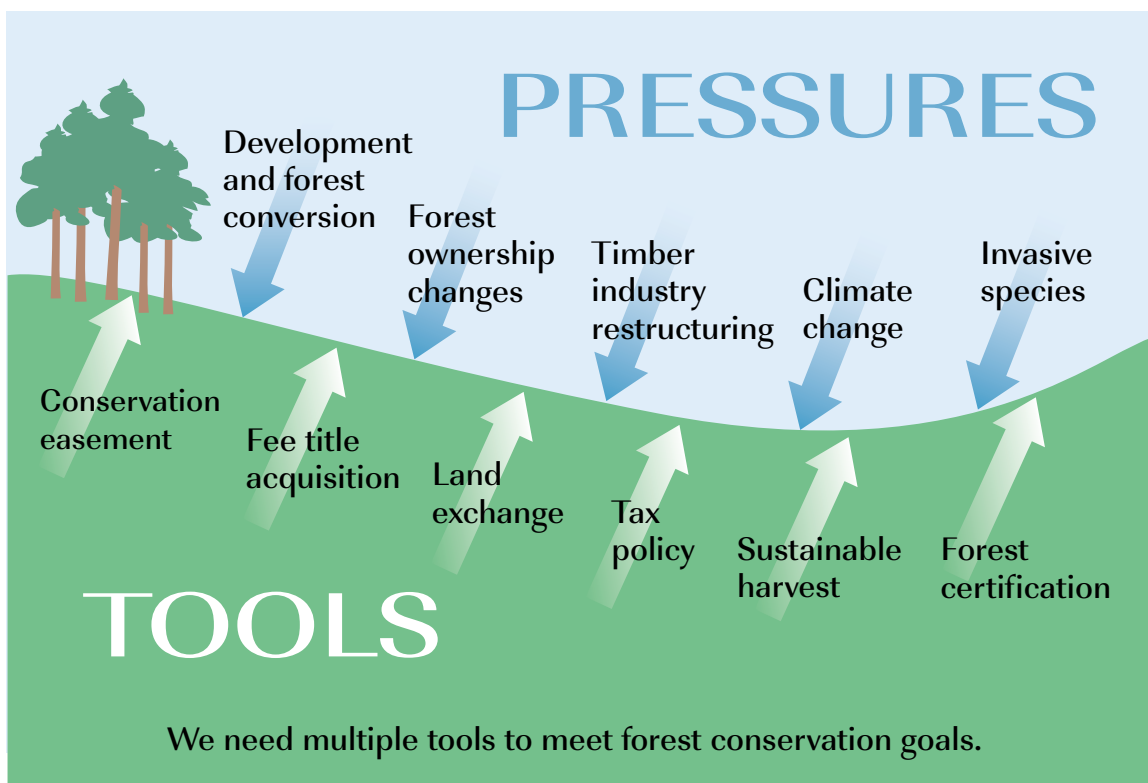 PRESSURES
Development
and forest
conversion
Forest
ownership
changes
Timber
industry
restructuring
Climate
change
Invasive
species
Conservation
easement
Fee title
acquisition
Land
exchange
Tax
policy
Sustainable
harvest
Forest
certification
TOOLS
We need multiple tools to meet forest conservation goals.